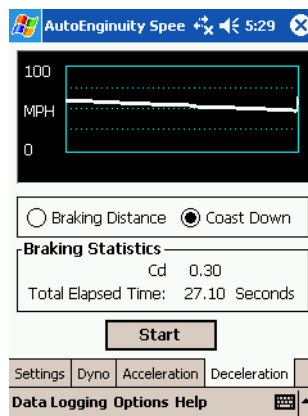 AutoEnginuity Spee 5:29
100
MPH
0
Braking Distance Coast Down
Braking Statistics
Cd 0.30
Total Elapsed Time: 27.10 Seconds
Start
Settings Dyno Acceleration Deceleration
Data Logging Options Help